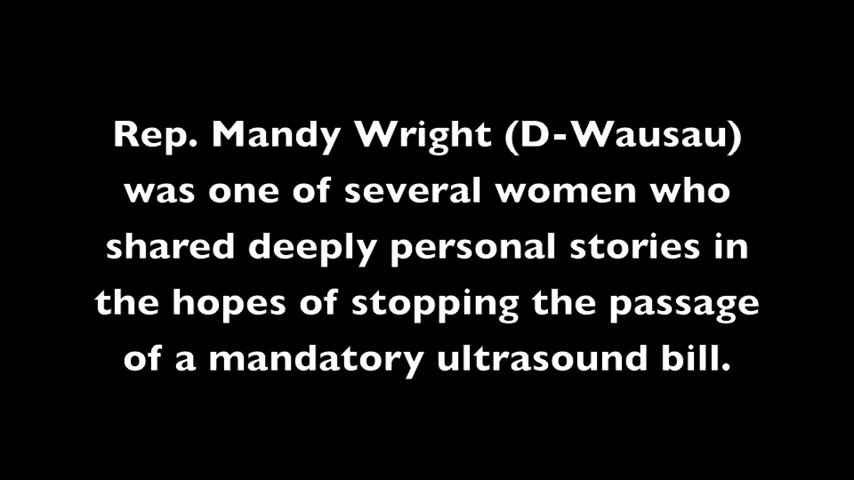 Rep. Mandy Wright (D-Wausau)
was one of several women who
shared deeply personal stories in
the hopes of stopping the passage
of a mandatory ultrasound bill.